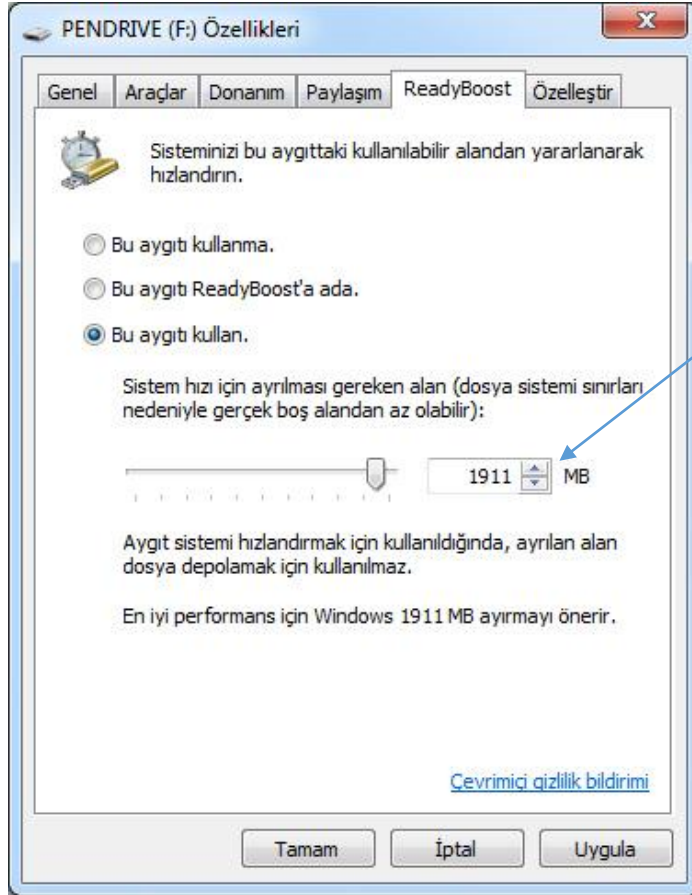 PENDRIVE (F:) Özellikleri
Genel Araçlar Donanım Paylaşım ReadyBoost Özelleştir
Sisteminizi bu aygıttaki kullanılabilir alandan yararlanarak
hızlandırın.
Bu aygıtı kullanma.
Bu aygıtı ReadyBoost'a ada.
Bu aygıtı kullan.
Sistem hızı için ayrılması gereken alan (dosya sistemi sınırları
nedeniyle gerçek boş alandan az olabilir):
1911 MB
Aygıt sistemi hızlandırmak için kullanıldığında, ayrılan alan
dosya depolamak için kullanılmaz.
En iyi performans için Windows 1911 MB ayırmayı önerir.
Çevrimiçi gizlilik bildirimi
Tamam İptal Uygula